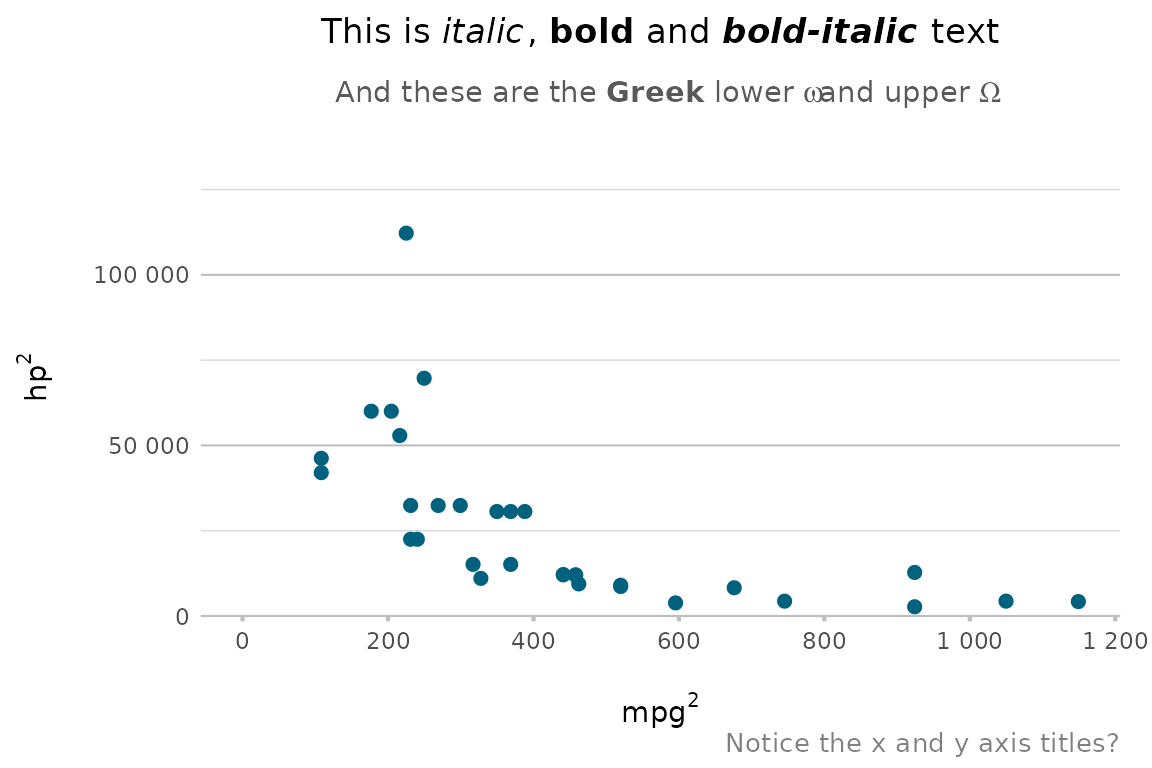 This is italic, bold and bold-italic text
And these are the Greek lower ω and upper Ω
100 000
hp²
50 000
0
0 200 400 600 800 1 000 1 200
mpg²
Notice the x and y axis titles?